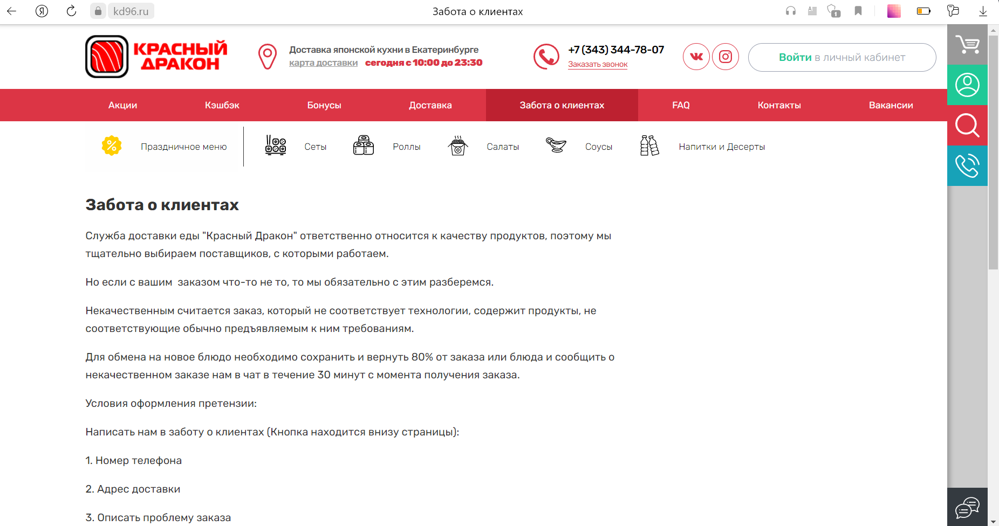 kd96.ru
Забота о клиентах
1
КРАСНЫЙ
ДРАКОН
Доставка японской кухни в Екатеринбурге
карта доставки сегодня с 10:00 до 23:30
+7 (343) 344-78-07
Заказать звонок
Войти в личный кабинет
Акции Кэшбэк Бонусы Доставка Забота о клиентах FAQ Контакты Вакансии
Праздничное меню Сеты Роллы Салаты Соусы Напитки и Десерты
Забота о клиентах
Служба доставки еды "Красный Дракон" ответственно относится к качеству продуктов, поэтому мы
тщательно выбираем поставщиков, с которыми работаем.
Но если с вашим  заказом что-то не то, то мы обязательно с этим разберемся.
Некачественным считается заказ, который не соответствует технологии, содержит продукты, не
соответствующие обычно предъявляемым к ним требованиям.
Для обмена на новое блюдо необходимо сохранить и вернуть 80% от заказа или блюда и сообщить о
некачественном заказе нам в чат в течение 30 минут с момента получения заказа.
Условия оформления претензии:
Написать нам в заботу о клиентах (Кнопка находится внизу страницы):
1. Номер телефона
2. Адрес доставки
3. Описать проблему заказа